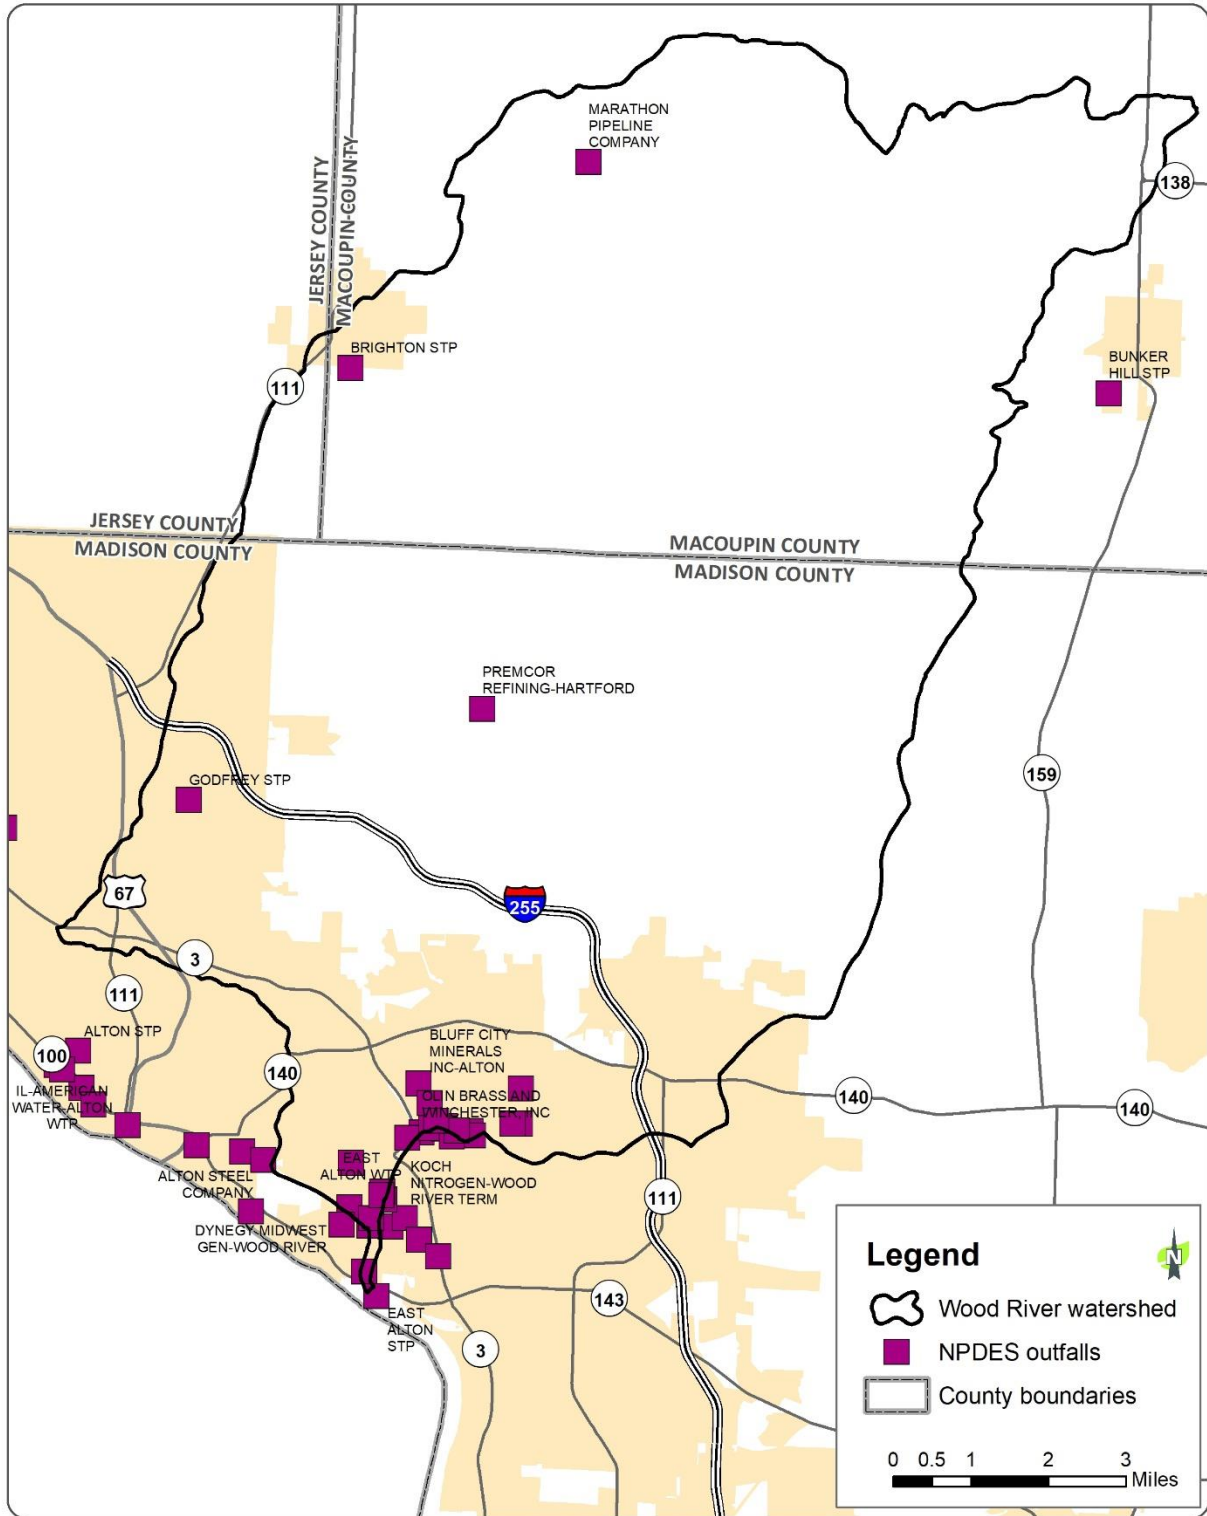 MARATHON
PIPELINE
COMPANY
138
JERSEY COUNTY
MACOUPIN COUNTY
BRIGHTON STP
BUNKER
HILL STP
111
JERSEY COUNTY
MADISON COUNTY
MACOUPIN COUNTY
MADISON COUNTY
PREMCOR
REFINING-HARTFORD
159
GODFREY STP
67
255
3
111
ALTON STP
100
BLUFF CITY
MINERALS
INC-ALTON
140
IL-AMERICAN
WATER-ALTON
WTP
OLIN BRASS AND
WINCHESTER, INC
140
140
EAST
ALTON WTP
KOCH
NITROGEN-WOOD
RIVER TERM
ALTON STEEL
COMPANY
111
DYNEGY MIDWEST
GEN-WOOD RIVER
143
EAST
ALTON
STP
3
Legend
N
Wood River watershed
NPDES outfalls
County boundaries
0 0.5 1 2 3
Miles